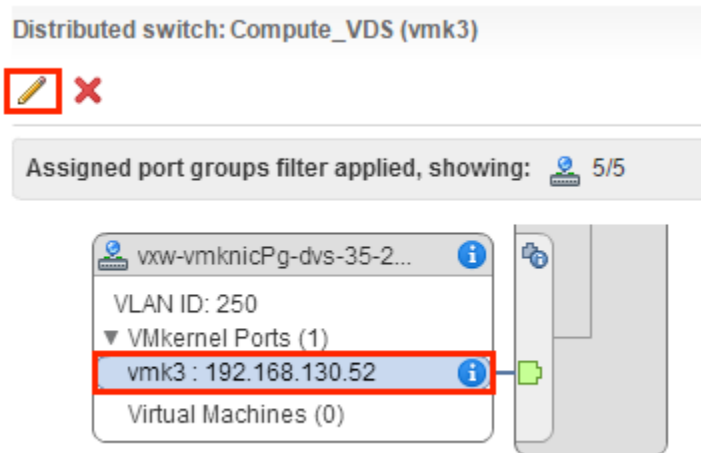 Distributed switch: Compute_VDS (vmk3)
Assigned port groups filter applied, showing: 5/5
vxw-vmknicPg-dvs-35-2...
VLAN ID: 250
VMkernel Ports (1)
vmk3 : 192.168.130.52
Virtual Machines (0)